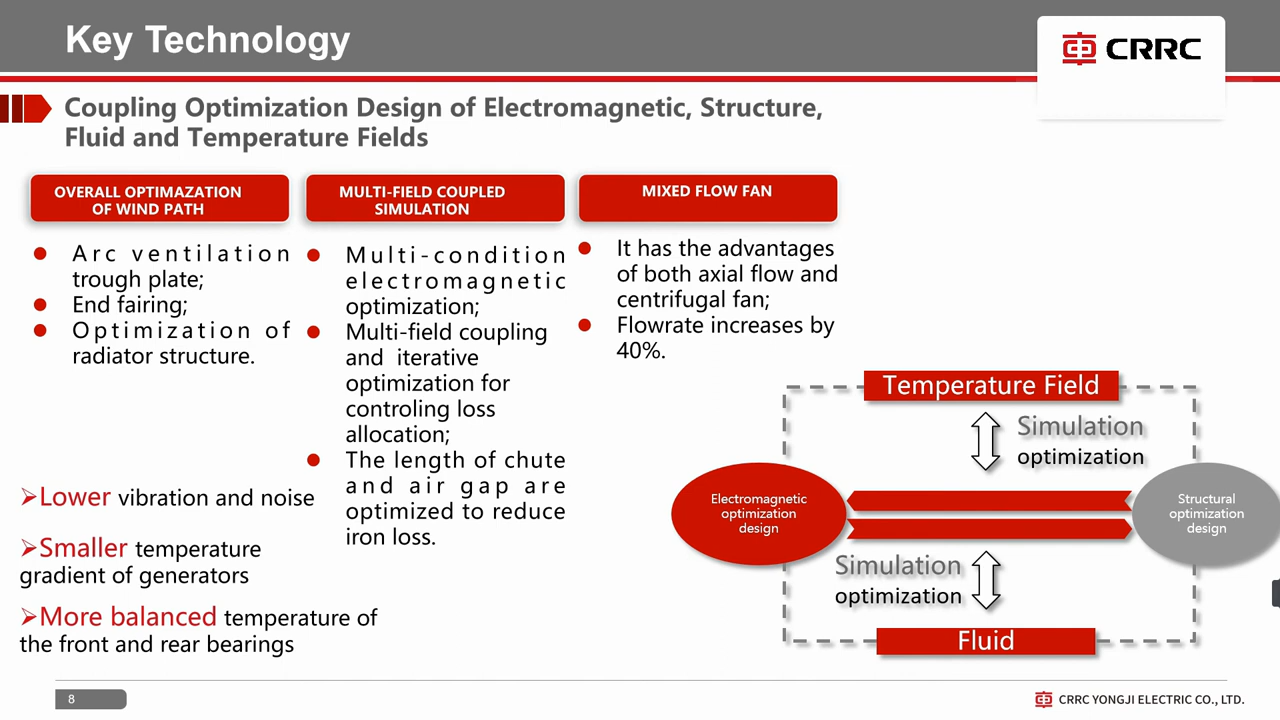 Key Technology
CRRC
Coupling Optimization Design of Electromagnetic, Structure,
Fluid and Temperature Fields
OVERALL OPTIMAZATION
OF WIND PATH
Arc ventilation
trough plate;
End fairing;
Optimization of
radiator structure.
MULTI-FIELD COUPLED
SIMULATION
Multi-condition
electromagnetic
optimization;
Multi-field coupling
and iterative
optimization for
controling loss
allocation;
The length of chute
and air gap are
optimized to reduce
iron loss.
MIXED FLOW FAN
It has the advantages
of both axial flow and
centrifugal fan;
Flowrate increases by
40%.
➢Lower vibration and noise
➢Smaller temperature
gradient of generators
➢More balanced temperature of
the front and rear bearings
Temperature Field
Simulation
optimization
Electromagnetic
optimization
design
Structural
optimization
design
Simulation
optimization
Fluid
8
CRRC YONGJI ELECTRIC CO., LTD.